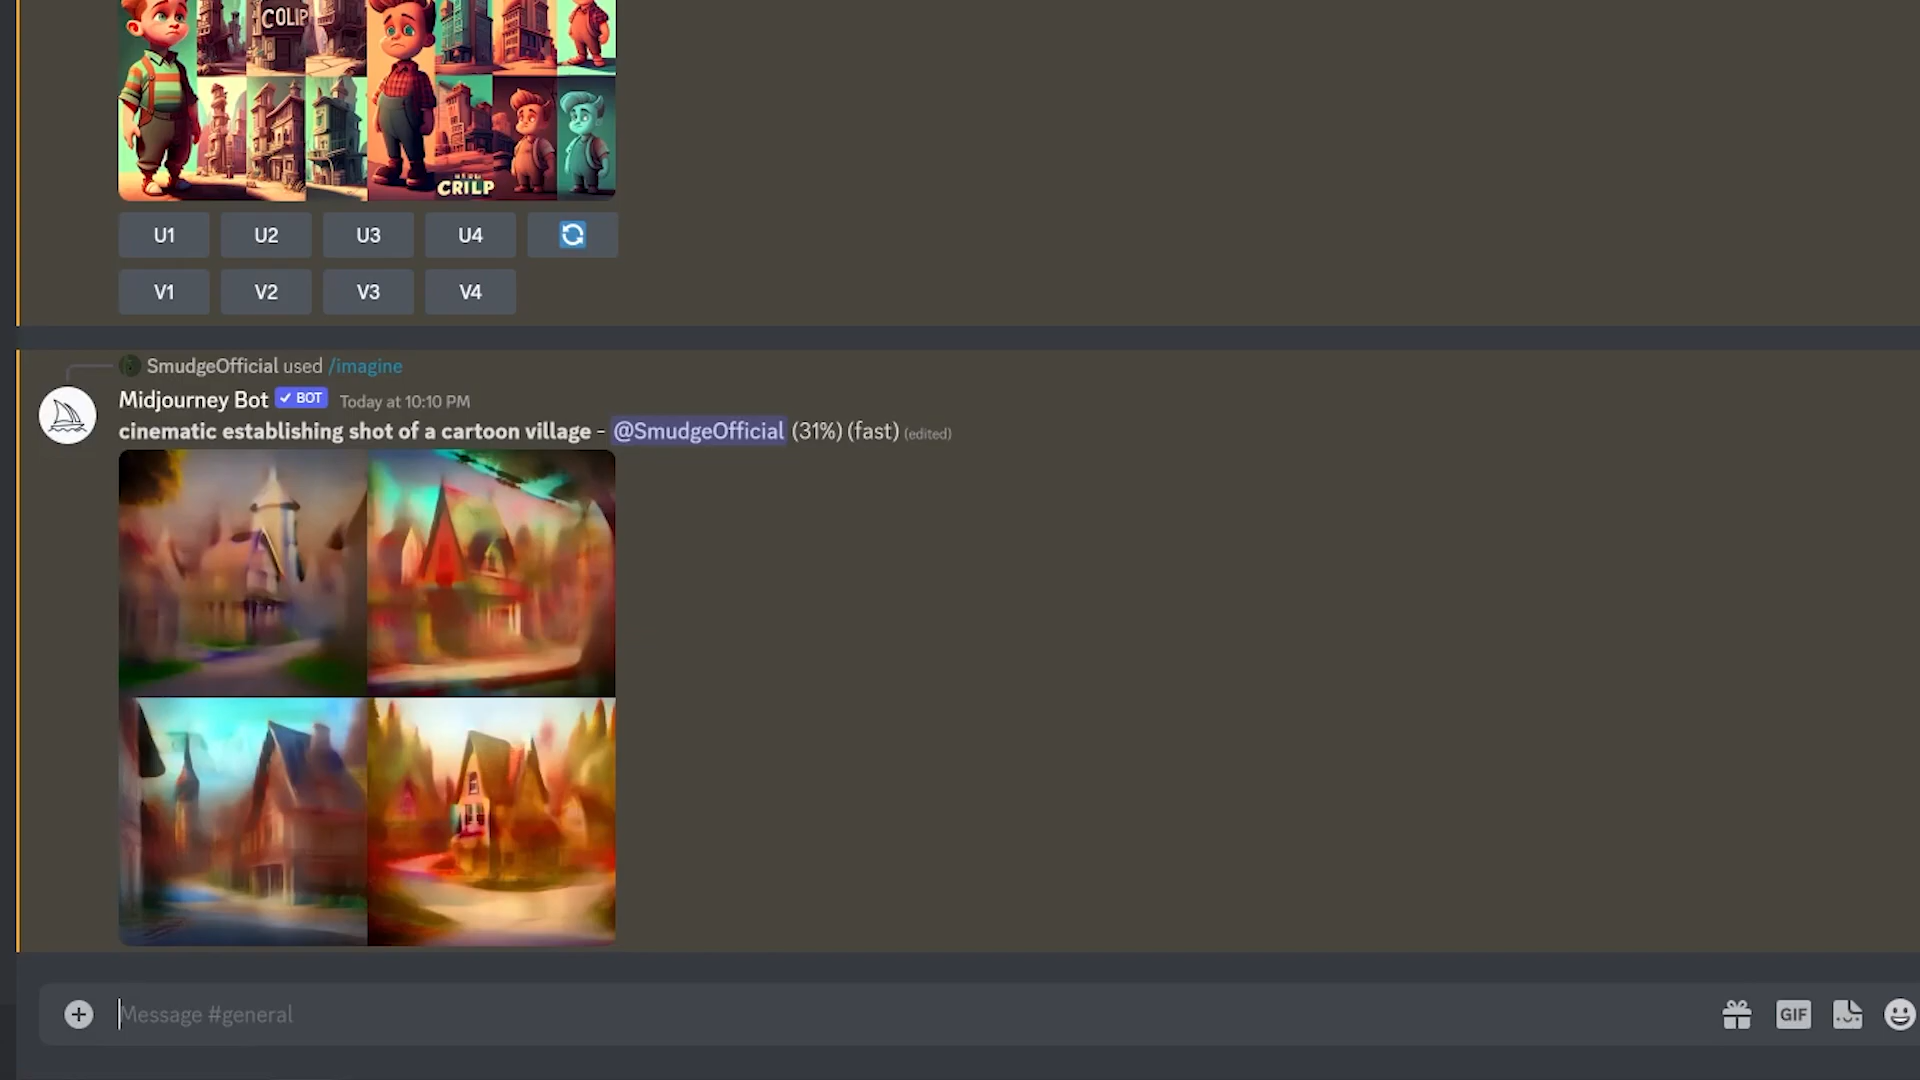 COLIP
CRILP
U1 U2 U3 U4
V1 V2 V3 V4
SmudgeOfficial used /imagine
Midjourney Bot ✓ BOT Today at 10:10 PM
cinematic establishing shot of a cartoon village - @SmudgeOfficial (31%) (fast) (edited)
Message #general
GIF